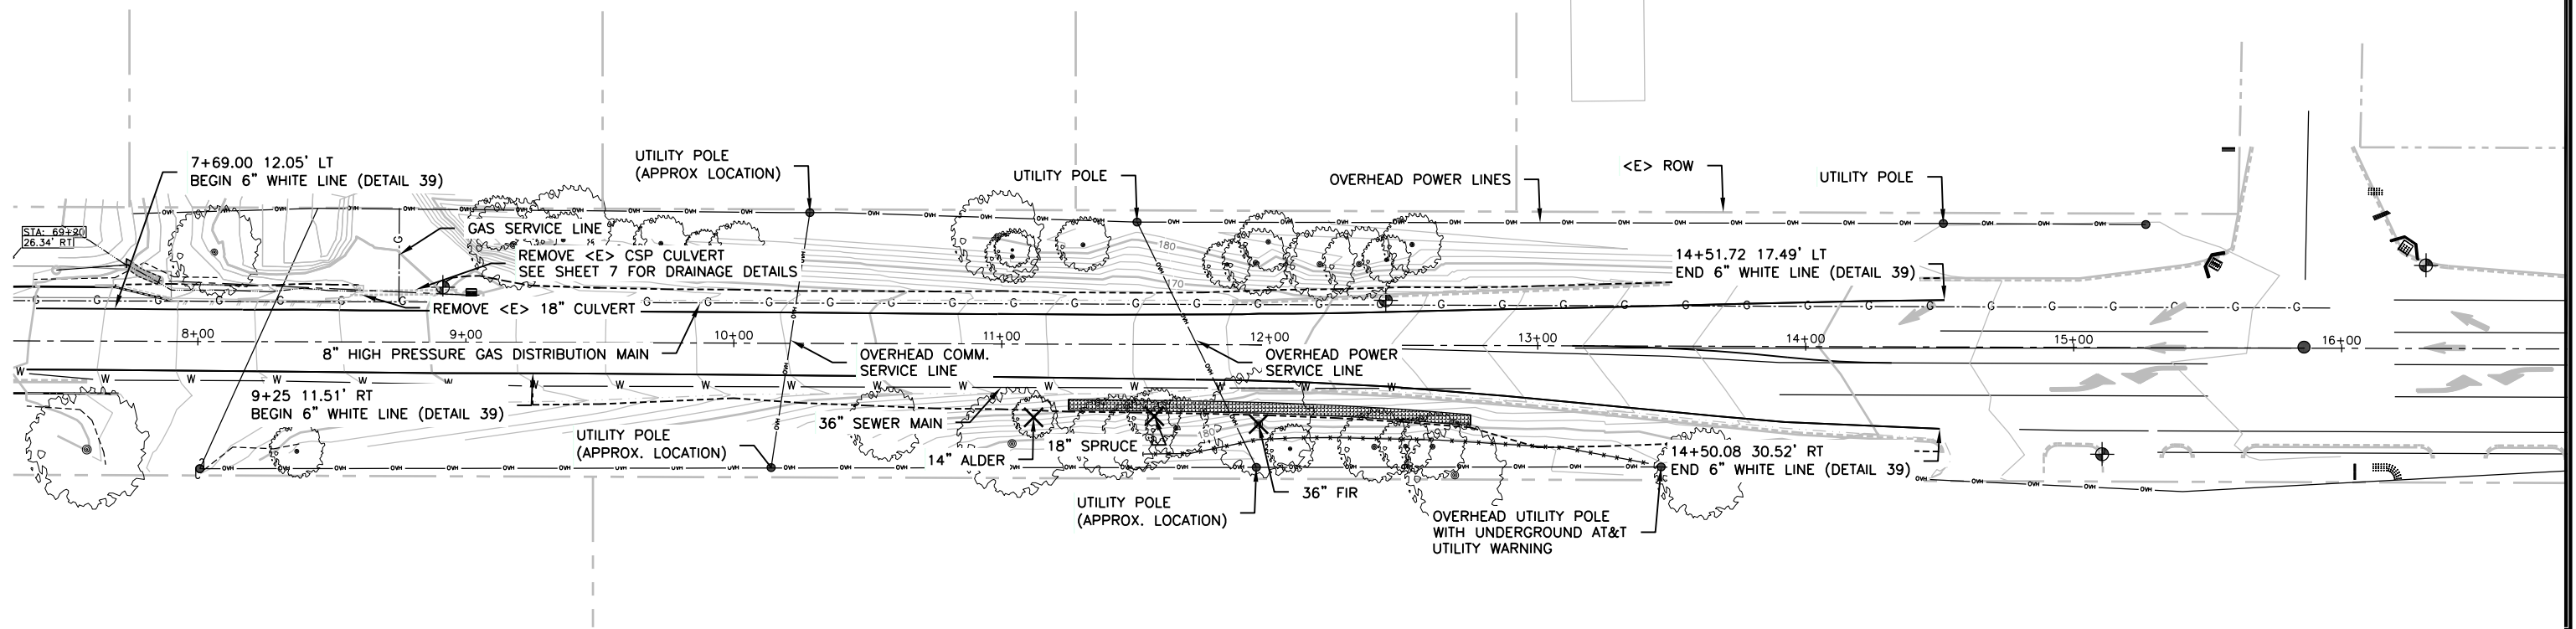 7+69.00 12.05' LT
BEGIN 6" WHITE LINE (DETAIL 39)
UTILITY POLE
(APPROX LOCATION)
UTILITY POLE
OVERHEAD POWER LINES
<E> ROW
UTILITY POLE
STA: 69+20
26.34' RT
GAS SERVICE LINE
REMOVE <E> CSP CULVERT
SEE SHEET 7 FOR DRAINAGE DETAILS
180
170
14+51.72 17.49' LT
END 6" WHITE LINE (DETAIL 39)
REMOVE <E> 18" CULVERT
8+00
9+00
10+00
11+00
12+00
13+00
14+00
15+00
16+00
8" HIGH PRESSURE GAS DISTRIBUTION MAIN
OVERHEAD COMM.
SERVICE LINE
OVERHEAD POWER
SERVICE LINE
9+25 11.51' RT
BEGIN 6" WHITE LINE (DETAIL 39)
36" SEWER MAIN
UTILITY POLE
(APPROX. LOCATION)
14" ALDER
18" SPRUCE
180
14+50.08 30.52' RT
END 6" WHITE LINE (DETAIL 39)
36" FIR
UTILITY POLE
(APPROX. LOCATION)
OVERHEAD UTILITY POLE
WITH UNDERGROUND AT&T
UTILITY WARNING